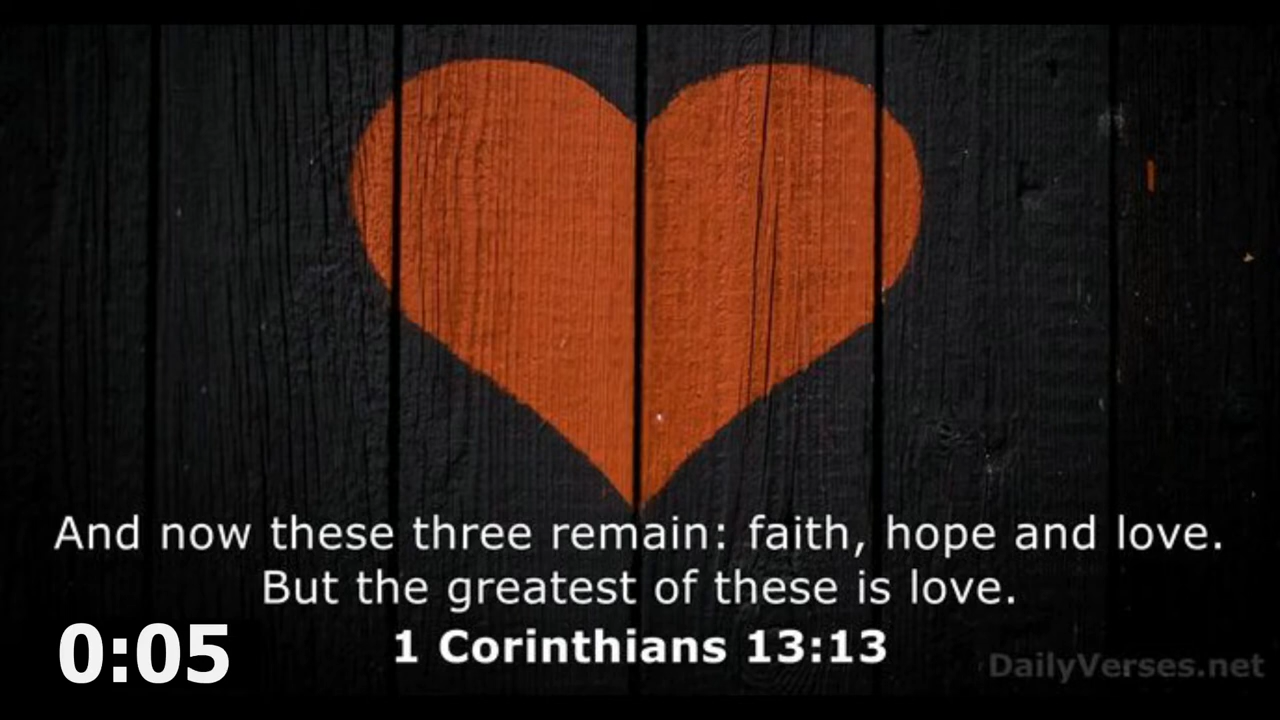 And now these three remain: faith, hope and love.
But the greatest of these is love.
1 Corinthians 13:13
0:05
DailyVerses.net